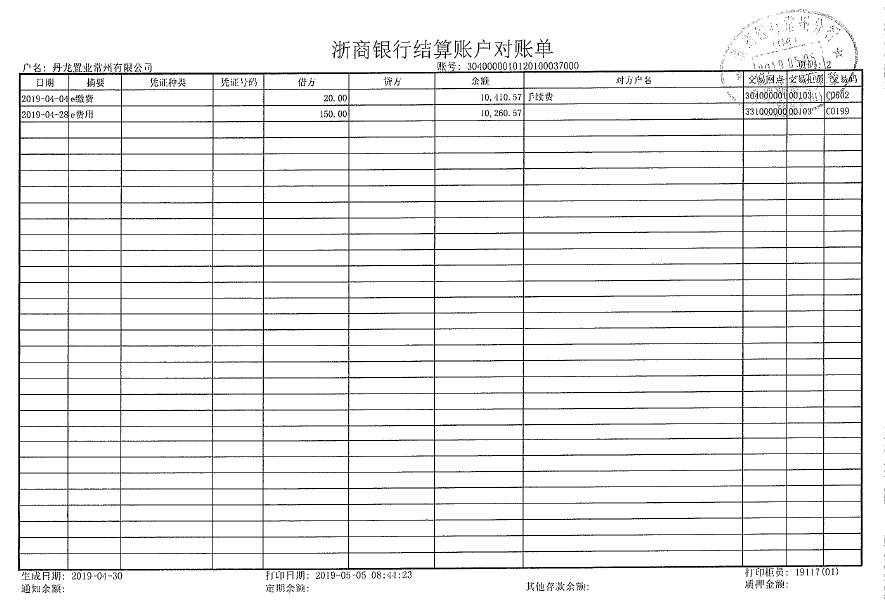 浙商银行结算账户对账单
户名: 丹龙置业常州有限公司 账号: 3040000010120100037000
日期 摘要 凭证种类 凭证号码 借方 贷方 余额 对方户名 交易网点 交易柜员 交易码
2019-04-04 e缴费 20.00 10,410.57 手续费 304000001 00103 C0602
2019-04-28 e费用 150.00 10,260.57 331000000 00103 C0199
生成日期: 2019-04-30 打印日期: 2019-05-05 08:44:23 打印柜员: 19117(01)
通知余额: 定期余额: 其他存款余额: 质押金额: